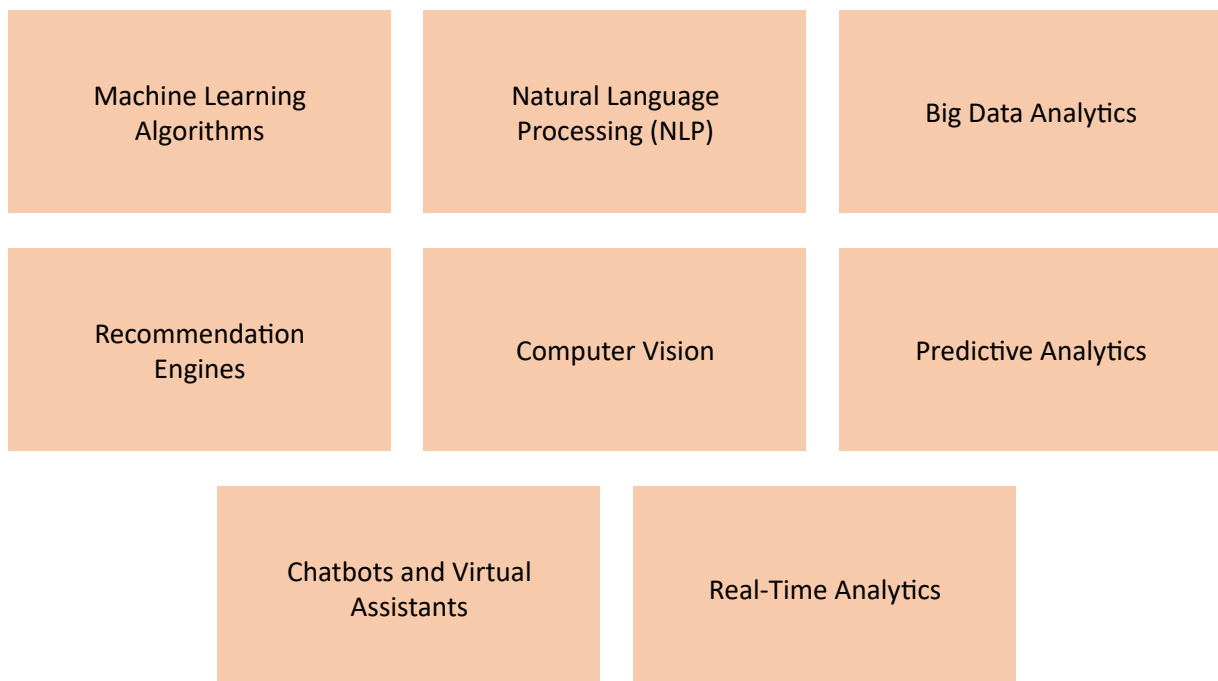 Machine Learning
Algorithms
Natural Language
Processing (NLP)
Big Data Analytics
Recommendation
Engines
Computer Vision
Predictive Analytics
Chatbots and Virtual
Assistants
Real-Time Analytics